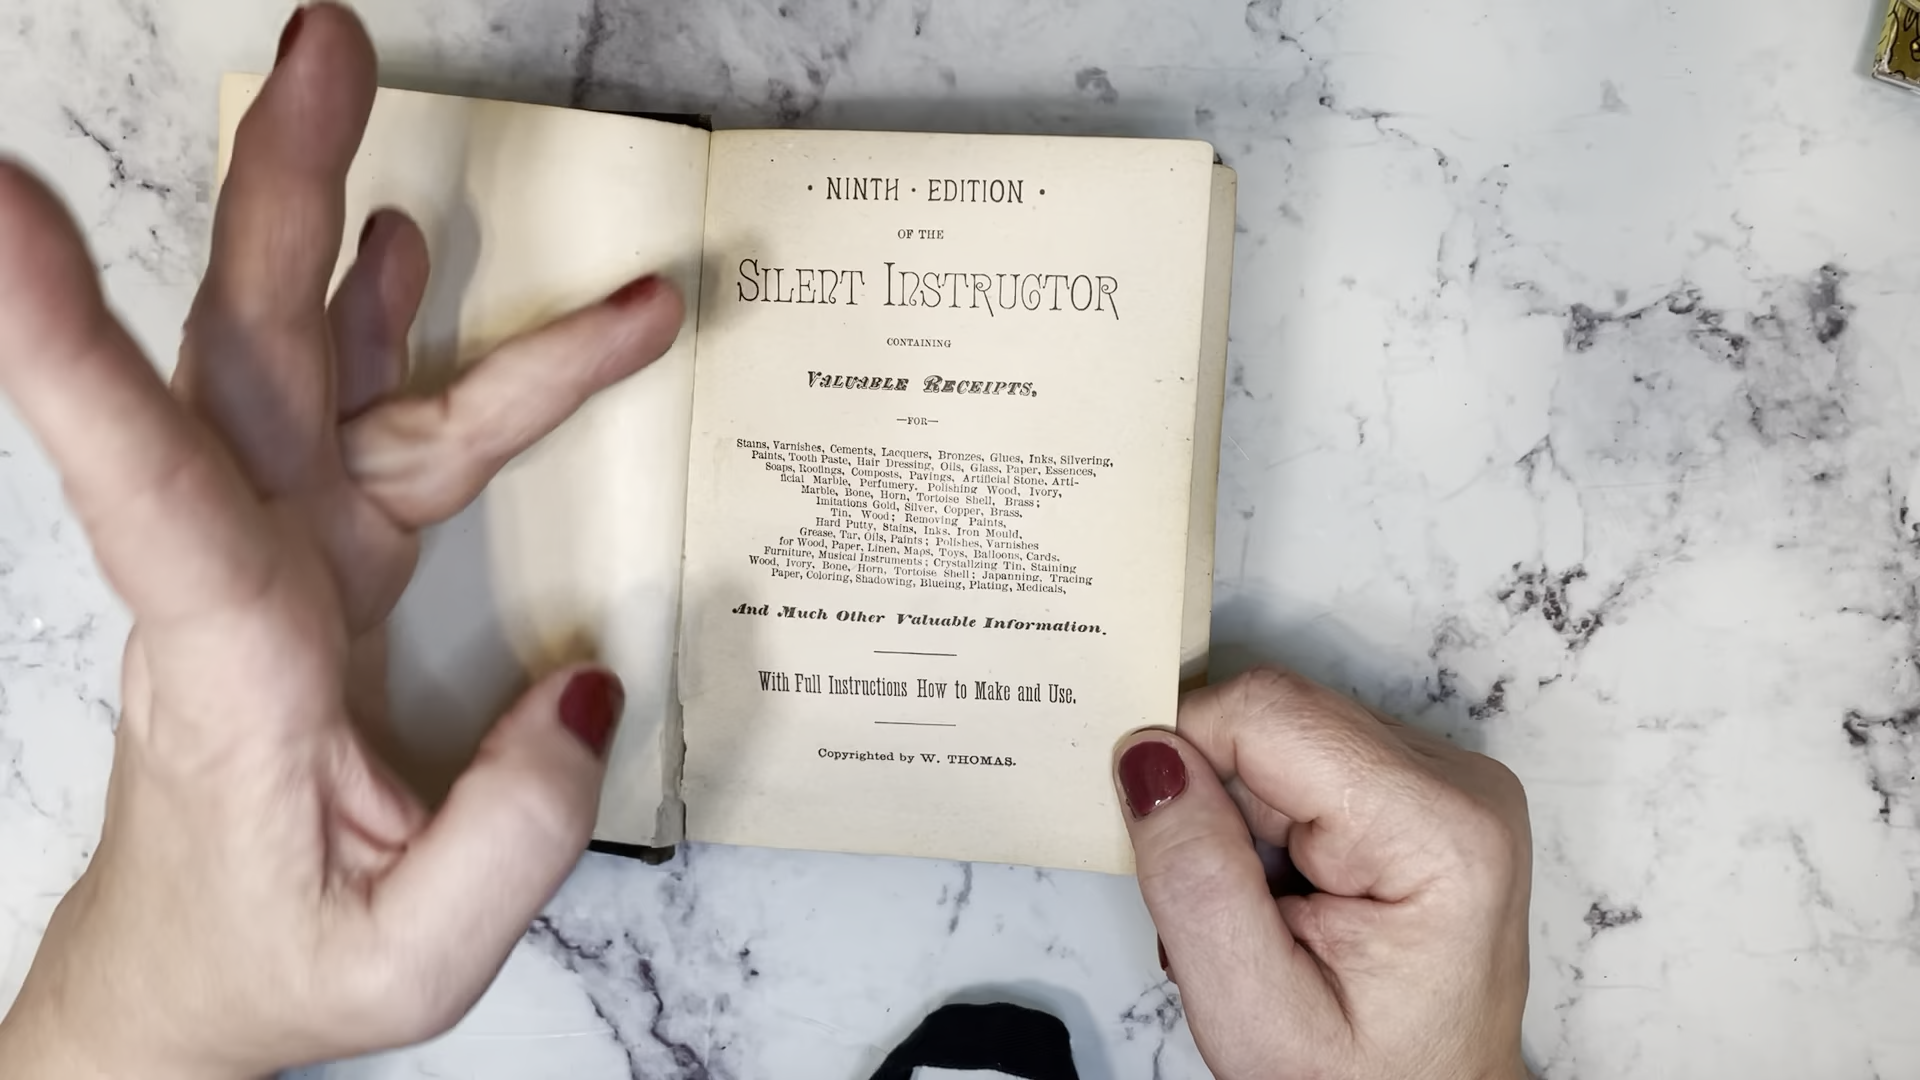 · NINTH · EDITION ·
OF THE
SILENT INSTRUCTOR
CONTAINING
VALUABLE RECEIPTS,
—FOR—
Stains, Varnishes, Cements, Lacquers, Bronzes, Glues, Inks, Silvering,
Paints, Tooth Paste, Hair Dressing, Oils, Glass, Paper, Essences,
Soaps, Roofings, Composts, Pavings, Artificial Stone, Arti-
ficial Marble, Perfumery, Polishing Wood, Ivory,
Marble, Bone, Horn, Tortoise Shell, Brass;
Imitations Gold, Silver, Copper, Brass,
Tin, Wood; Removing Paints,
Hard Putty, Stains, Inks, Iron Mould,
Grease, Tar, Oils, Paints; Polishes, Varnishes
for Wood, Paper, Linen, Maps, Toys, Balloons, Cards,
Furniture, Musical Instruments; Crystallizing Tin, Staining
Wood, Ivory, Bone, Horn, Tortoise Shell; Japanning, Tracing
Paper, Coloring, Shadowing, Blueing, Plating, Medicals,
And Much Other Valuable Information.
With Full Instructions How to Make and Use.
Copyrighted by W. THOMAS.